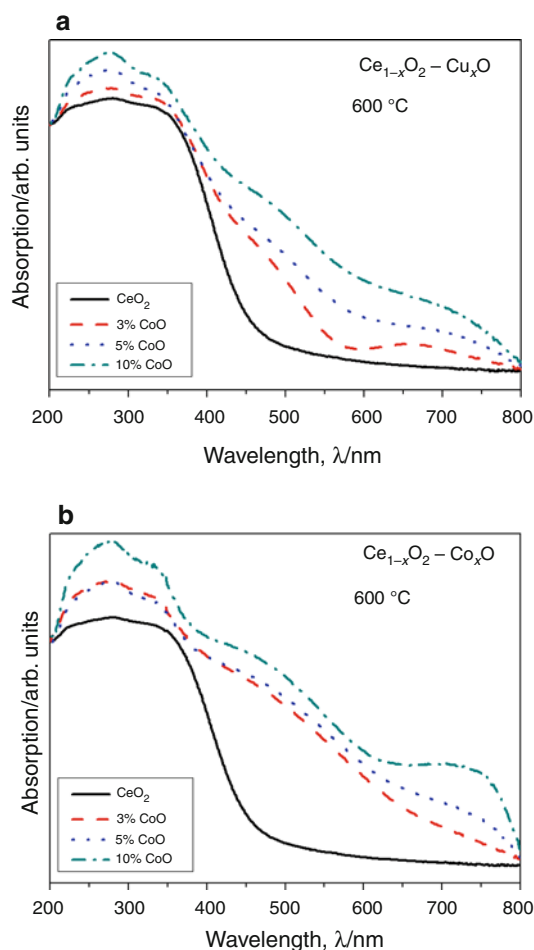 a
Ce₁₋ₓO₂ – CuₓO
600 °C
Absorption/arb. units
CeO₂
3% CoO
5% CoO
10% CoO
200 300 400 500 600 700 800
Wavelength, λ/nm
b
Ce₁₋ₓO₂ – CoₓO
600 °C
Absorption/arb. units
CeO₂
3% CoO
5% CoO
10% CoO
200 300 400 500 600 700 800
Wavelength, λ/nm